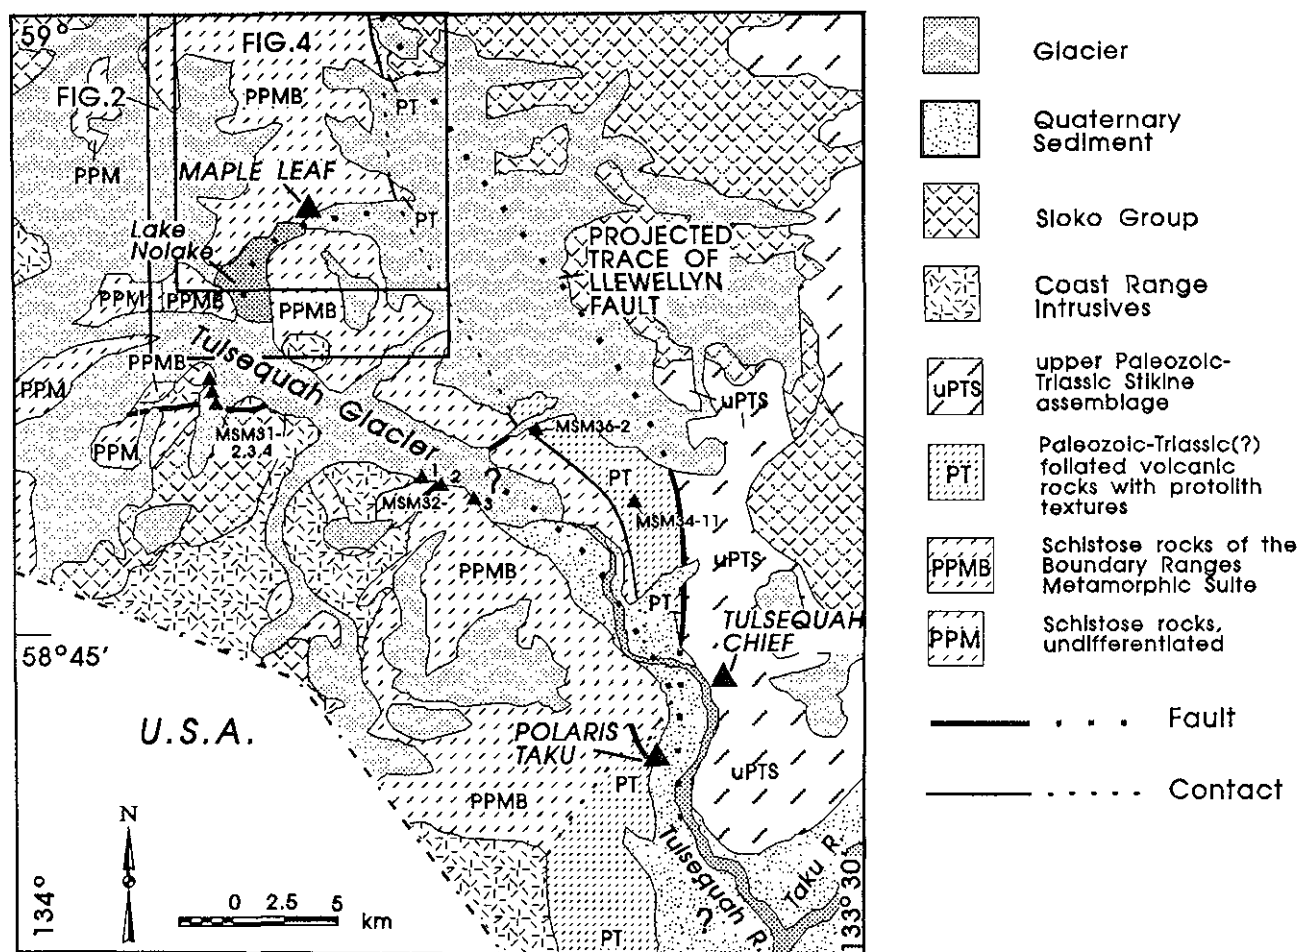 59°
FIG.4
PPMB
PT
FIG.2
PPM
MAPLE LEAF
PT
Lake
Nolake
PROJECTED
TRACE OF
LLEWELLYN
FAULT
PPM
PPMB
PPMB
Tulsequah Glacier
PPMB
PPM
uPTS
MSM36-2
MSM31-
2,3,4
PPM
PT
?
1
2
3
MSM32-
MSM34-11
PPMB
uPTS
PT
TULSEQUAH
CHIEF
58°45'
U.S.A.
POLARIS
TAKU
uPTS
PT
PPMB
N
Tulsequah R.
Taku R.
?
134°
133°30'
0 2.5 5
km
PT
Glacier
Quaternary
Sediment
Sloko Group
Coast Range
Intrusives
uPTS
upper Paleozoic-
Triassic Stikine
assemblage
PT
Paleozoic-Triassic(?)
foliated volcanic
rocks with protolith
textures
PPMB
Schistose rocks of the
Boundary Ranges
Metamorphic Suite
PPM
Schistose rocks,
undifferentiated
Fault
Contact